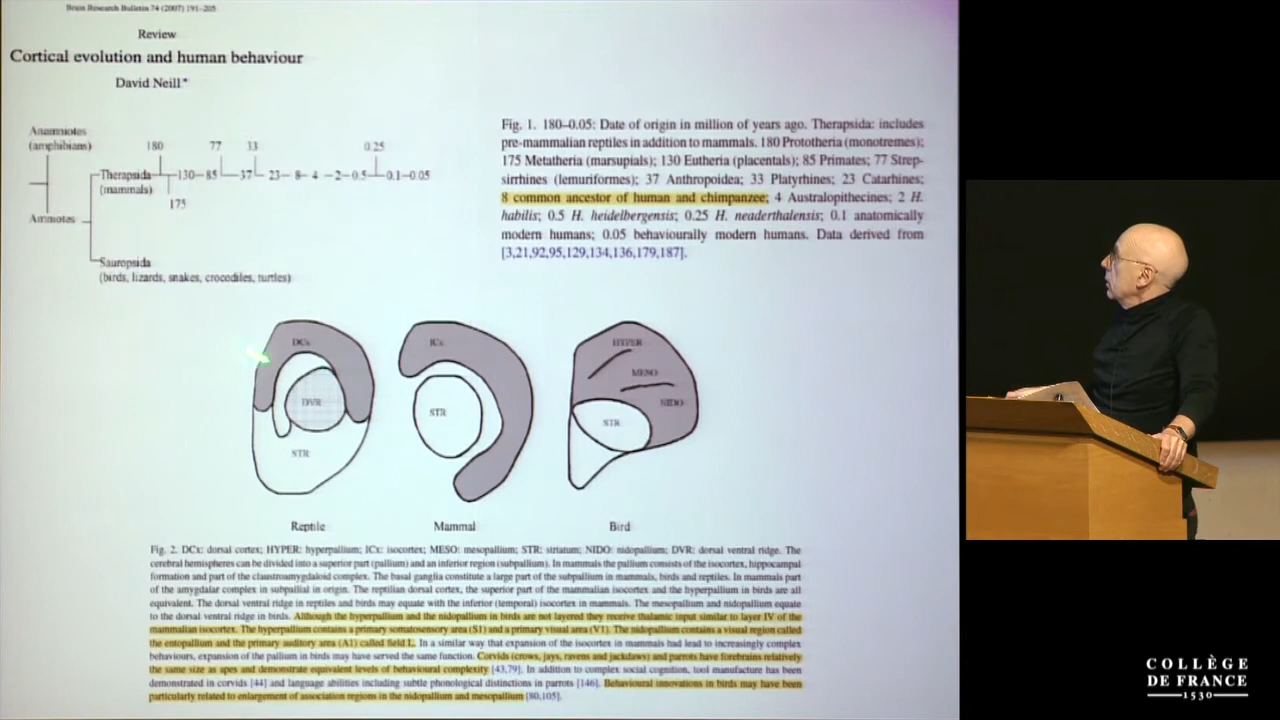 Brain Research Bulletin 74 (2007) 191–205
Review
Cortical evolution and human behaviour
David Neill*
Anamniotes
(amphibians)
Amniotes
Therapsida
(mammals)
180
77
33
0.25
130–85
37
23– 8– 4 –2–0.5
0.1–0.05
175
Sauropsida
(birds, lizards, snakes, crocodiles, turtles)
Fig. 1. 180–0.05: Date of origin in million of years ago. Therapsida: includes
pre-mammalian reptiles in addition to mammals. 180 Prototheria (monotremes);
175 Metatheria (marsupials); 130 Eutheria (placentals); 85 Primates; 77 Strep-
sirrhines (lemuriformes); 37 Anthropoidea; 33 Platyrhines; 23 Catarhines;
8 common ancestor of human and chimpanzee; 4 Australopithecines; 2 H.
habilis; 0.5 H. heidelbergensis; 0.25 H. neaderthalensis; 0.1 anatomically
modern humans; 0.05 behaviourally modern humans. Data derived from
[3,21,92,95,129,134,136,179,187].
DCx
DVR
STR
Reptile
ICx
STR
Mammal
HYPER
MESO
NIDO
STR
Bird
Fig. 2. DCx: dorsal cortex; HYPER: hyperpallium; ICx: isocortex; MESO: mesopallium; STR: striatum; NIDO: nidopallium; DVR: dorsal ventral ridge. The
cerebral hemispheres can be divided into a superior part (pallium) and an inferior region (subpallium). In mammals the pallium consists of the isocortex, hippocampal
formation and part of the claustroamygdaloid complex. The basal ganglia constitute a large part of the subpallium in mammals, birds and reptiles. In mammals part
of the amygdalar complex in subpallial in origin. The reptilian dorsal cortex, the superior part of the mammalian isocortex and the hyperpallium in birds are all
equivalent. The dorsal ventral ridge in reptiles and birds may equate with the inferior (temporal) isocortex in mammals. The mesopallium and nidopallium equate
to the dorsal ventral ridge in birds. Although the hyperpallium and the nidopallium in birds are not layered they receive thalamic input similar to layer IV of the
mammalian isocortex. The hyperpallium contains a primary somatosensory area (S1) and a primary visual area (V1). The nidopallium contains a visual region called
the entopallium and the primary auditory area (A1) called field L. In a similar way that expansion of the isocortex in mammals had lead to increasingly complex
behaviours, expansion of the pallium in birds may have served the same function. Corvids (crows, jays, ravens and jackdaws) and parrots have forebrains relatively
the same size as apes and demonstrate equivalent levels of behavioural complexity [43,79]. In addition to complex social cognition, tool manufacture has been
demonstrated in corvids [44] and language abilities including subtle phonological distinctions in parrots [146]. Behavioural innovations in birds may have been
particularly related to enlargement of association regions in the nidopallium and mesopallium [80,105].
COLLÈGE
DE FRANCE
1530